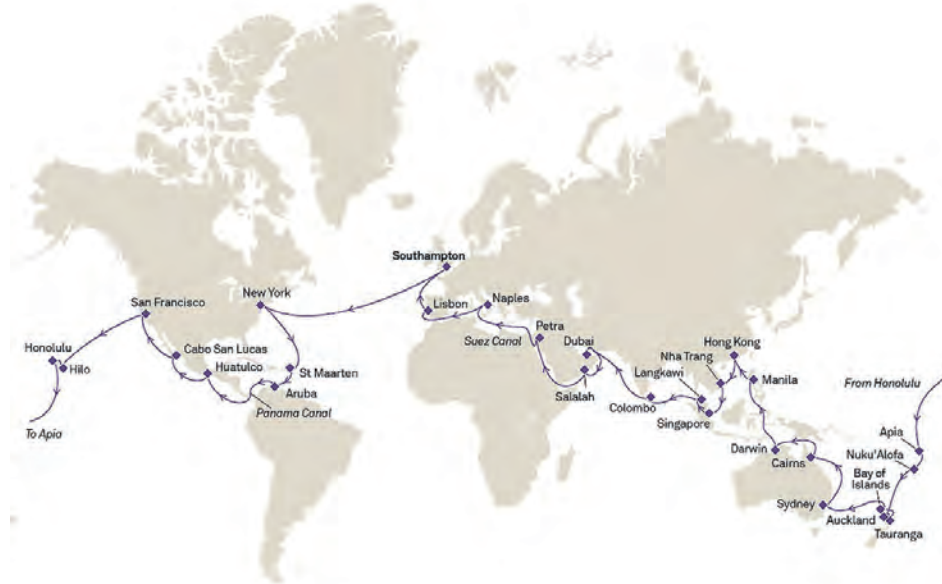 Southampton
New York
San Francisco
Lisbon
Naples
Petra
Suez Canal
Dubai
Hong Kong
Nha Trang
Langkawi
Manila
Honolulu
Hilo
Cabo San Lucas
Huatulco
St Maarten
Aruba
Panama Canal
Salalah
Colombo
Singapore
From Honolulu
To Apia
Apia
Darwin
Nuku'Alofa
Cairns
Bay of
Islands
Sydney
Auckland
Tauranga